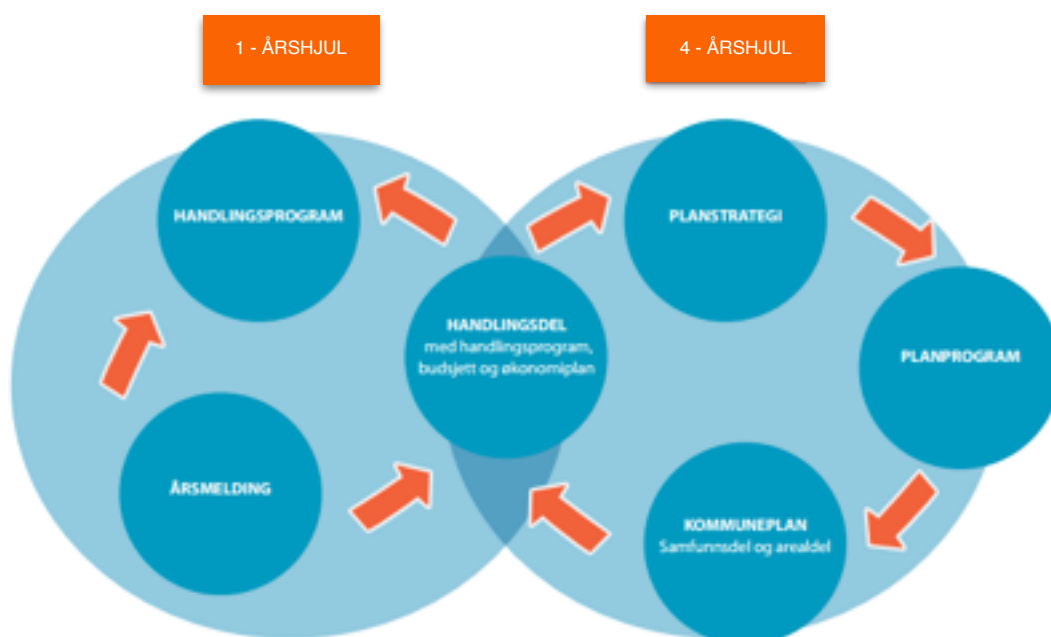 1 - ÅRSHJUL
4 - ÅRSHJUL
HANDLINGSPROGRAM
PLANSTRATEGI
HANDLINGSDEL
med handlingsprogram,
budsjett og økonomiplan
PLANPROGRAM
ÅRSMELDING
KOMMUNEPLAN
Samfunnsdel og arealdel